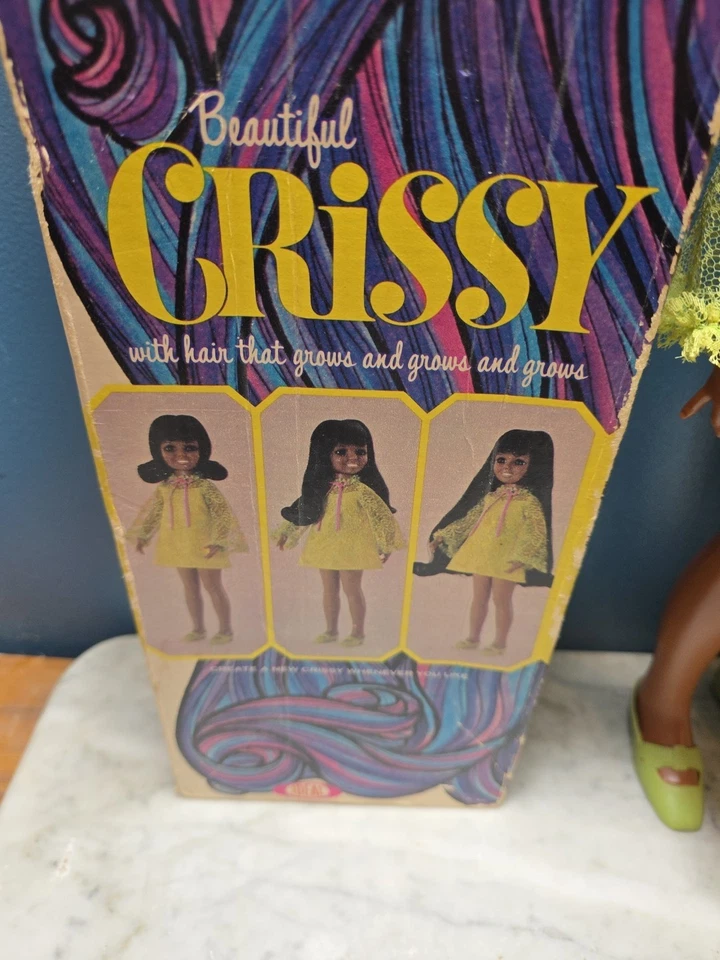 Beautiful
CRiSSY
with hair that grows and grows and grows
CREATE A NEW CRISSY WHENEVER YOU LIKE
IDEAL